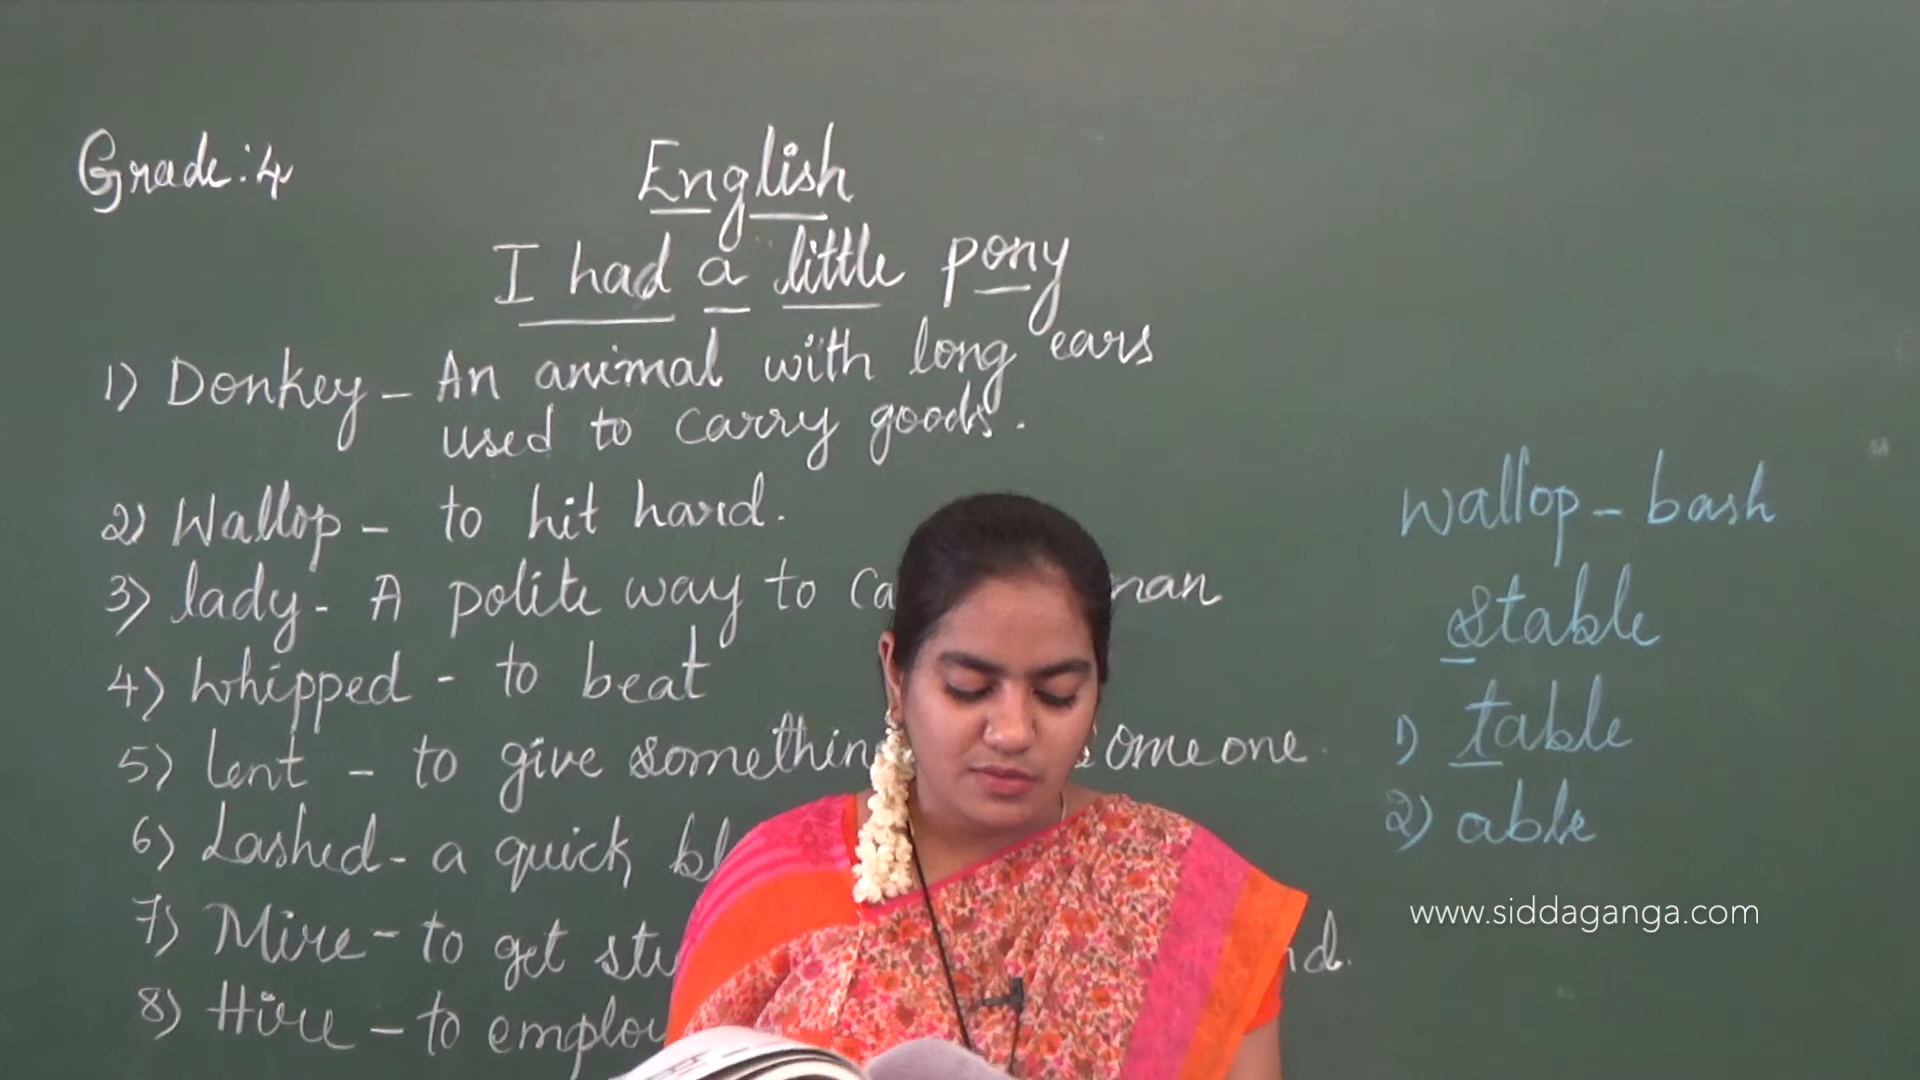 Grade: 4
English
I had a little pony
1) Donkey - An animal with long ears
used to carry goods.
2) Wallop - to hit hard.
3) lady - A polite way to
4) Whipped - to beat
5) lent - to give
6) Lashed - a quick
7) Mire - to get
8) Hire - to
wallop - bash
stable
1) table
2) able
www.siddaganga.com